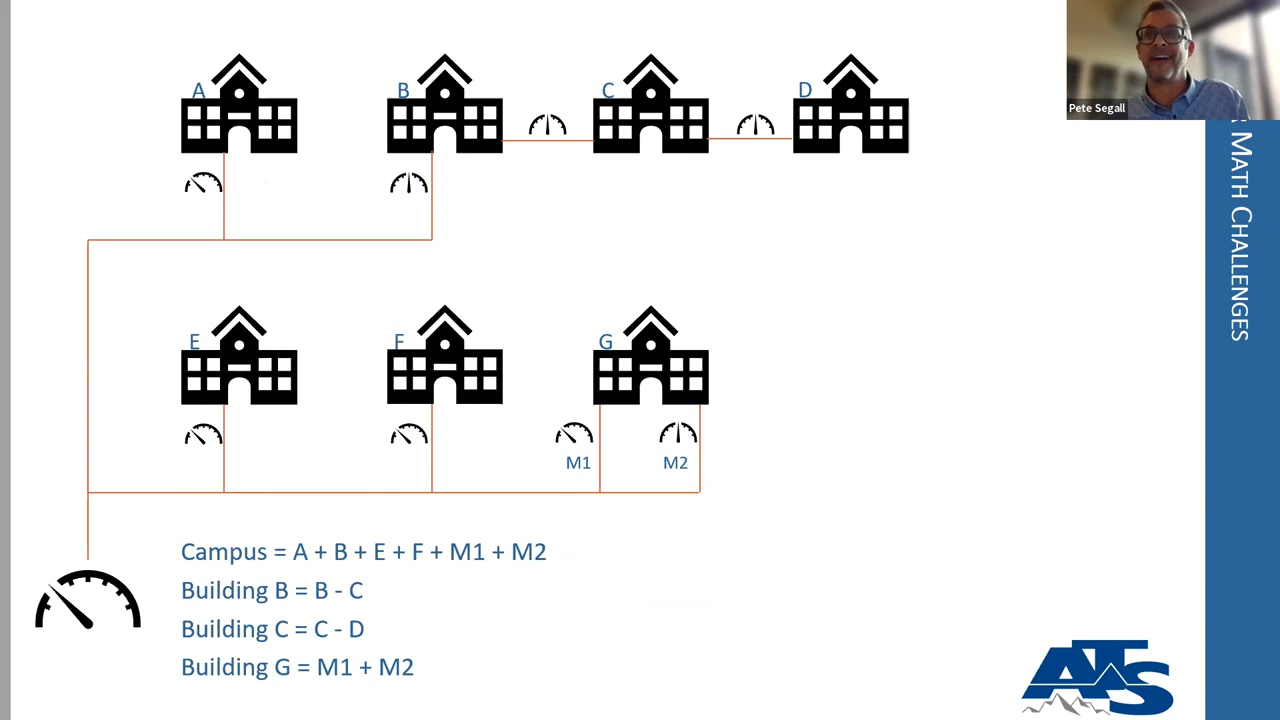 A
B
C
D
Pete Segall
MATH CHALLENGES
E
F
G
M1
M2
Campus = A + B + E + F + M1 + M2
Building B = B - C
Building C = C - D
Building G = M1 + M2
ATS